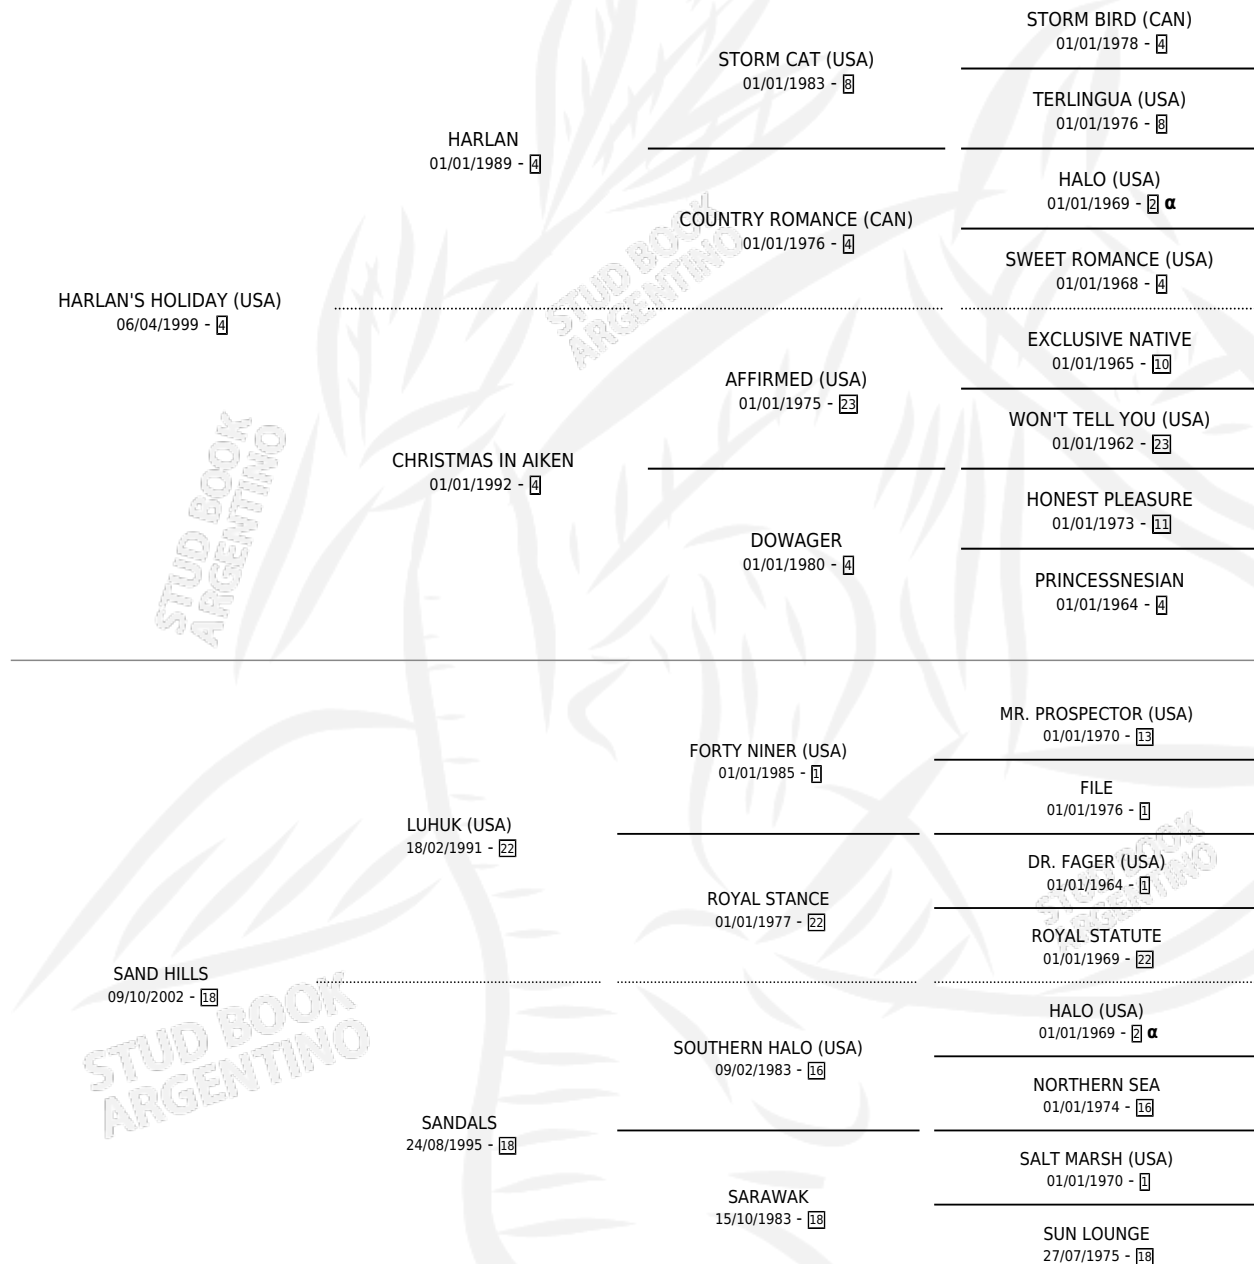 STORM BIRD (CAN)
01/01/1978 - 4
STORM CAT (USA)
01/01/1983 - 8
TERLINGUA (USA)
01/01/1976 - 8
HARLAN
01/01/1989 - 4
HALO (USA)
01/01/1969 - 2 α
COUNTRY ROMANCE (CAN)
01/01/1976 - 4
SWEET ROMANCE (USA)
01/01/1968 - 4
HARLAN'S HOLIDAY (USA)
06/04/1999 - 4
EXCLUSIVE NATIVE
01/01/1965 - 10
AFFIRMED (USA)
01/01/1975 - 23
WON'T TELL YOU (USA)
01/01/1962 - 23
CHRISTMAS IN AIKEN
01/01/1992 - 4
HONEST PLEASURE
01/01/1973 - 11
DOWAGER
01/01/1980 - 4
PRINCESSNESIAN
01/01/1964 - 4
MR. PROSPECTOR (USA)
01/01/1970 - 13
FORTY NINER (USA)
01/01/1985 - 1
FILE
01/01/1976 - 1
LUHUK (USA)
18/02/1991 - 22
DR. FAGER (USA)
01/01/1964 - 1
ROYAL STANCE
01/01/1977 - 22
ROYAL STATUTE
01/01/1969 - 22
SAND HILLS
09/10/2002 - 18
HALO (USA)
01/01/1969 - 2 α
SOUTHERN HALO (USA)
09/02/1983 - 16
NORTHERN SEA
01/01/1974 - 16
SANDALS
24/08/1995 - 18
SALT MARSH (USA)
01/01/1970 - 1
SARAWAK
15/10/1983 - 18
SUN LOUNGE
27/07/1975 - 18
STUD BOOK
ARGENTINO
STUD BOOK
ARGENTINO
STUD BOOK
ARGENTINO
STUD BOOK
ARGENTINO